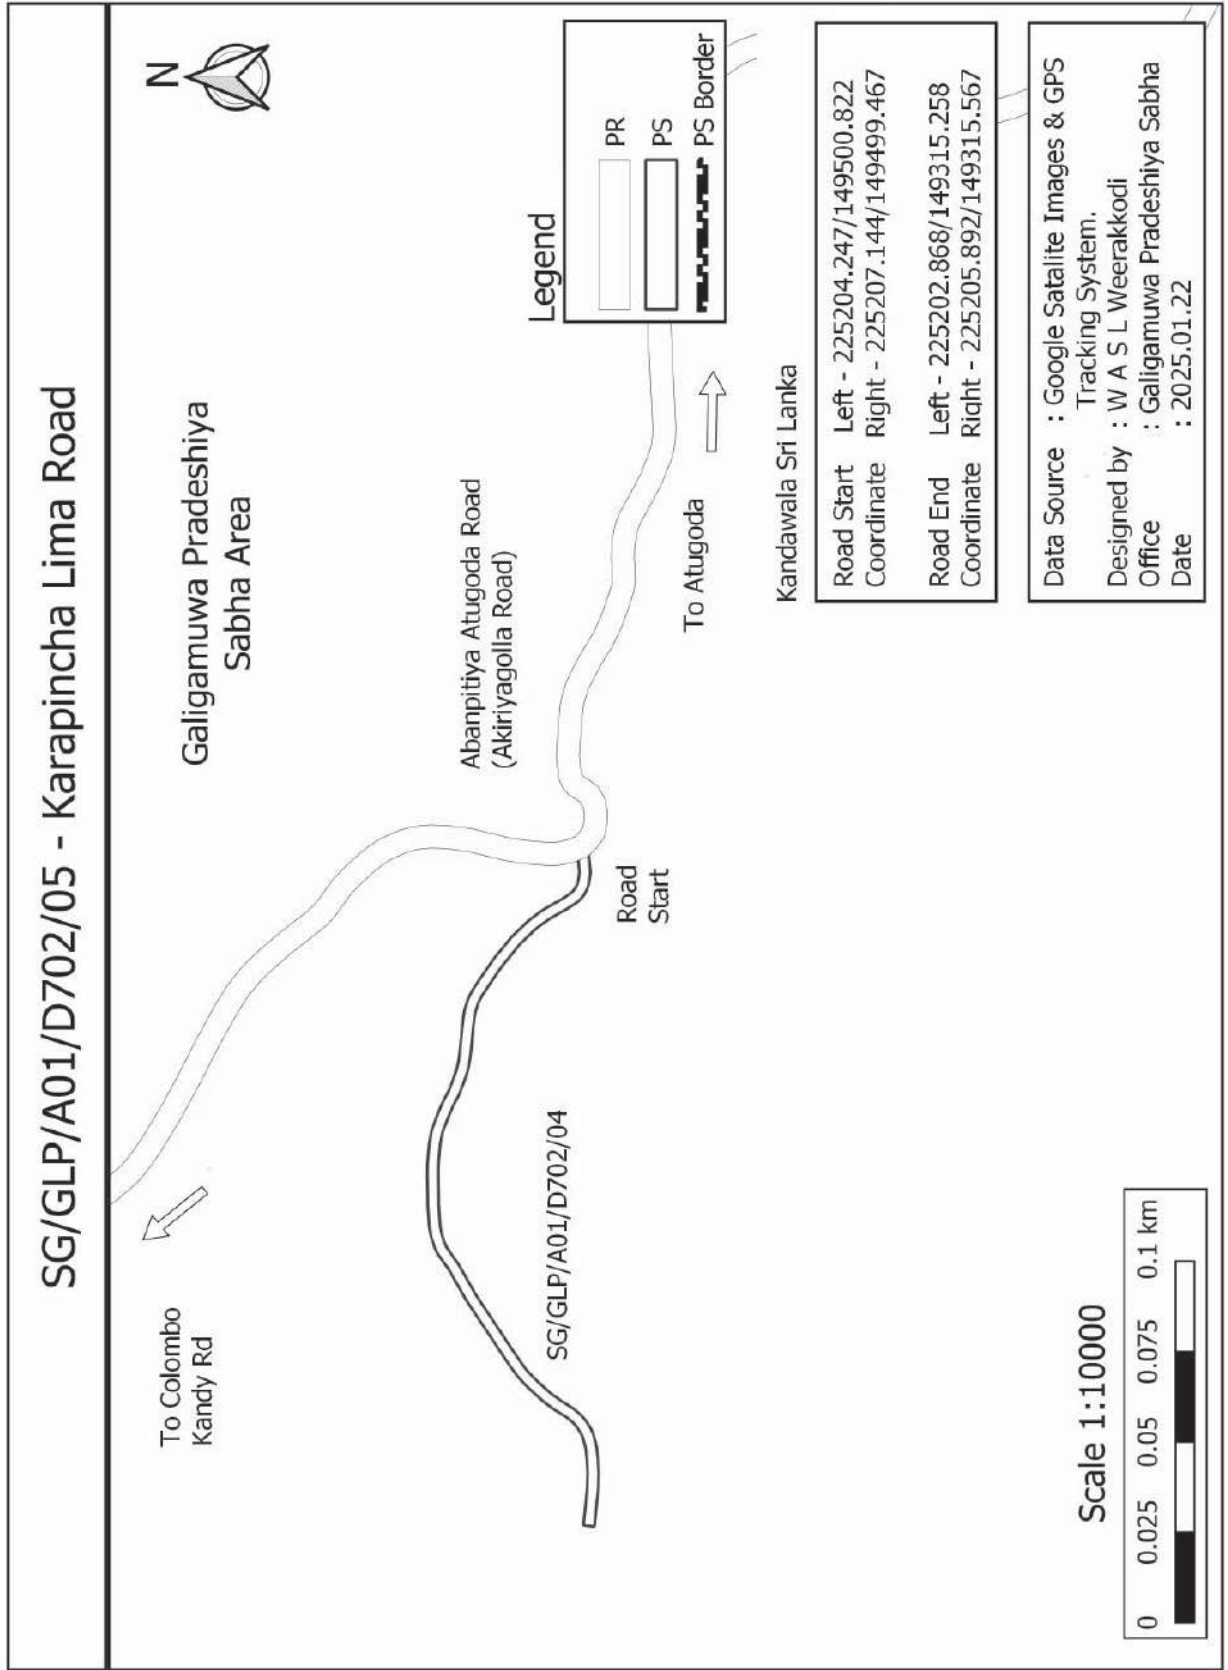 SG/GLP/A01/D702/05 - Karapincha Lima Road
N
Galigamuwa Pradeshiya
Sabha Area
To Colombo
Kandy Rd
Abanpitiya Atugoda Road
(Akiriyagolla Road)
SG/GLP/A01/D702/04
Road
Start
To Atugoda
Legend
PR
PS
PS Border
Kandawala Sri Lanka
Road Start Left - 225204.247/149500.822
Coordinate Right - 225207.144/149499.467
Road End Left - 225202.868/149315.258
Coordinate Right - 225205.892/149315.567
Data Source : Google Satalite Images & GPS
Tracking System.
Designed by : W A S L Weerakkodi
Office : Galigamuwa Pradeshiya Sabha
Date : 2025.01.22
Scale 1:10000
0 0.025 0.05 0.075 0.1 km